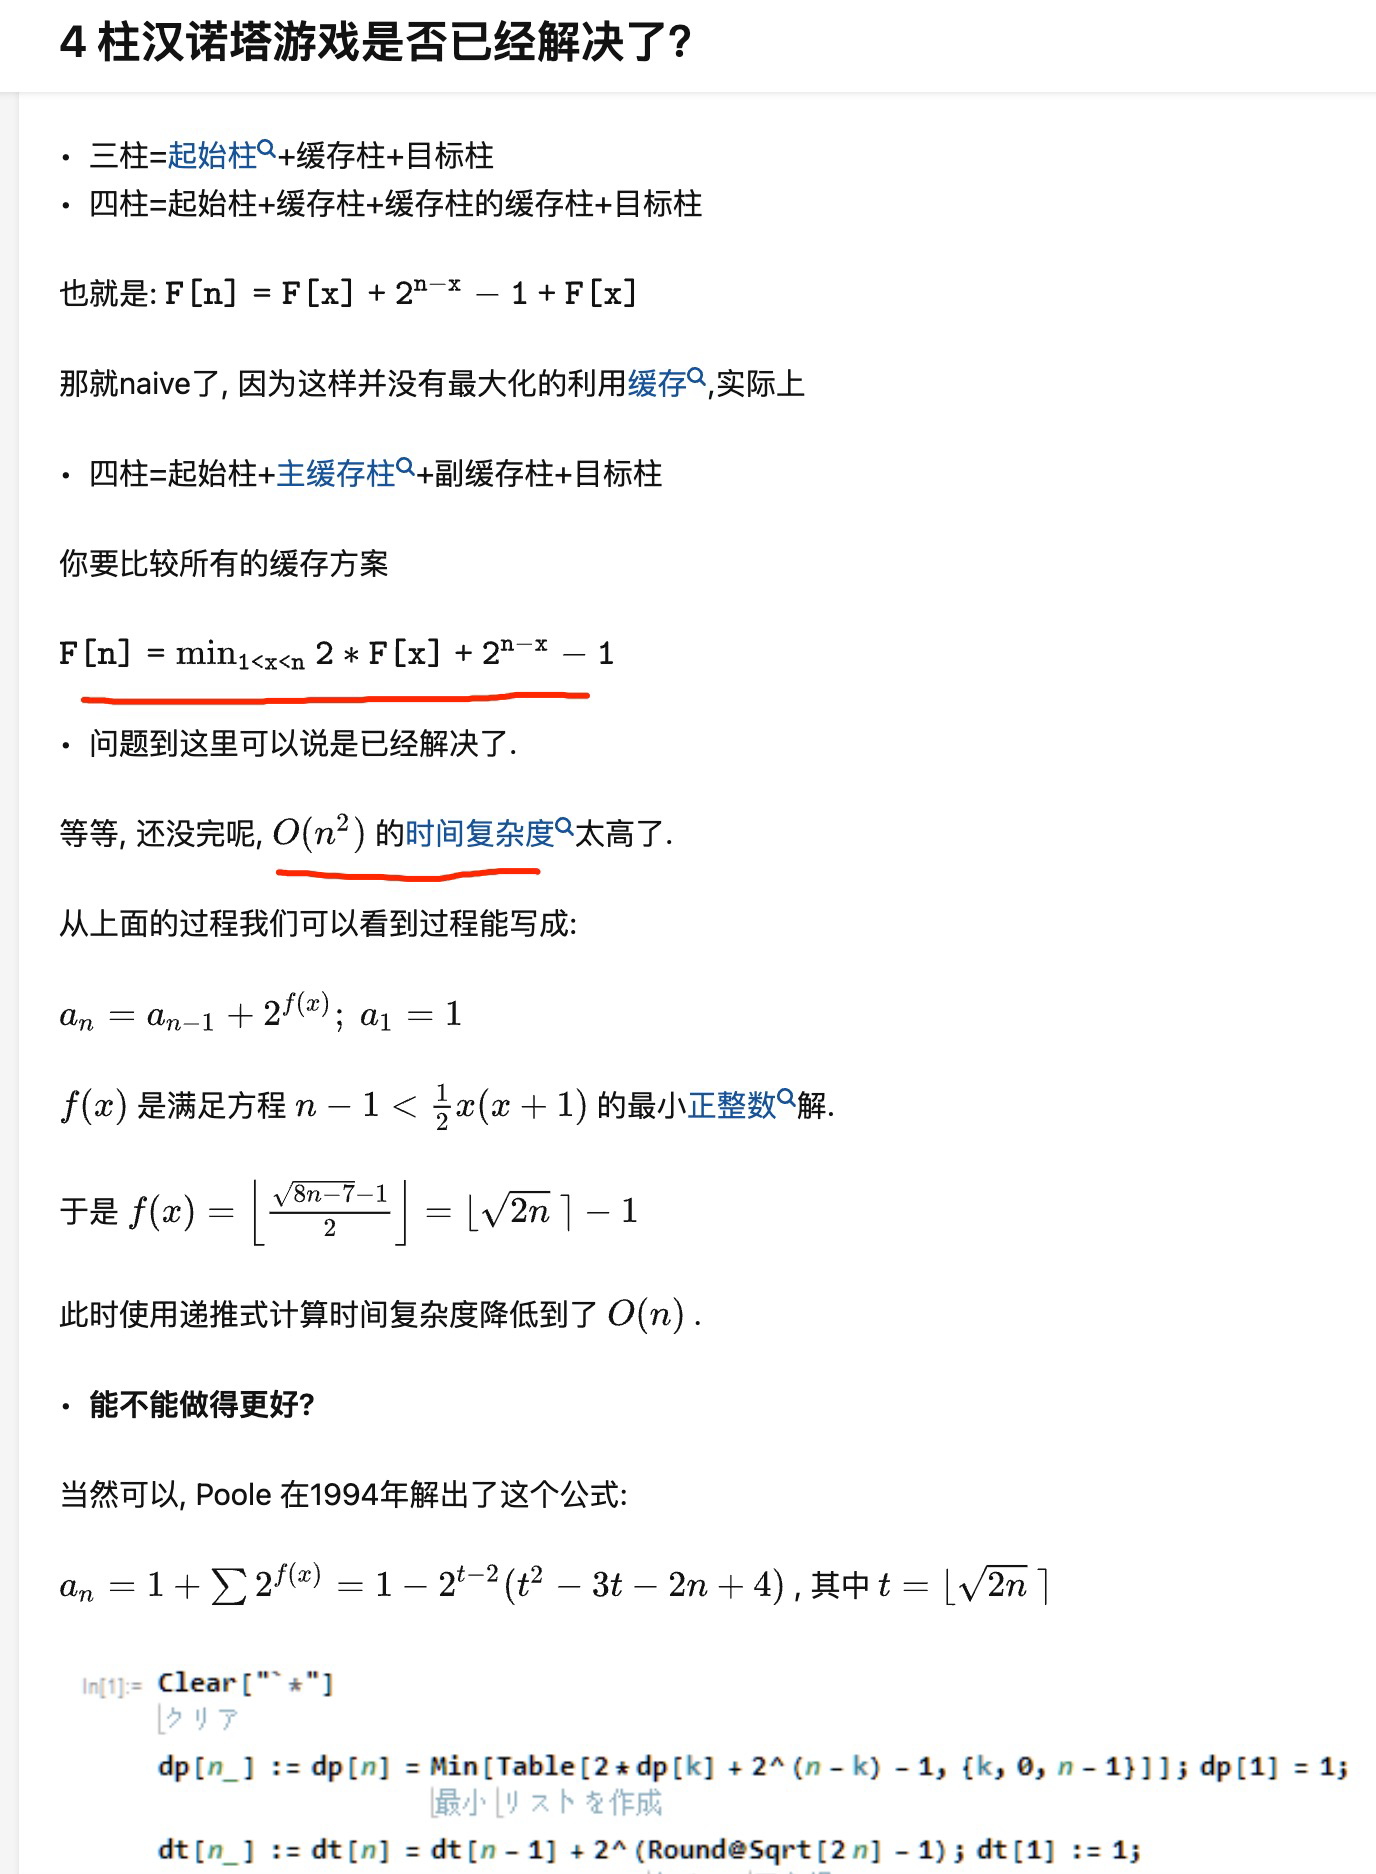 4 柱汉诺塔游戏是否已经解决了?
• 三柱=起始柱+缓存柱+目标柱
• 四柱=起始柱+缓存柱+缓存柱的缓存柱+目标柱
也就是: F[n] = F[x] + 2^{n−x} − 1 + F[x]
那就naive了, 因为这样并没有最大化的利用缓存,实际上
• 四柱=起始柱+主缓存柱+副缓存柱+目标柱
你要比较所有的缓存方案
F[n] = min_{1<x<n} 2 * F[x] + 2^{n−x} − 1
• 问题到这里可以说是已经解决了.
等等, 还没完呢, O(n²) 的时间复杂度太高了.
从上面的过程我们可以看到过程能写成:
a_n = a_{n−1} + 2^{f(x)}; a_1 = 1
f(x) 是满足方程 n − 1 < \frac{1}{2}x(x + 1) 的最小正整数解.
于是 f(x) = ⌊\frac{\sqrt{8n−7}−1}{2}⌋ = ⌊\sqrt{2n}⌉ − 1
此时使用递推式计算时间复杂度降低到了 O(n) .
• 能不能做得更好?
当然可以, Poole 在1994年解出了这个公式:
a_n = 1 + ∑ 2^{f(x)} = 1 − 2^{t−2}(t² − 3t − 2n + 4) , 其中 t = ⌊\sqrt{2n}⌉
In[1]:= Clear["`*"]
クリア
dp[n_] := dp[n] = Min[Table[2*dp[k] + 2^(n - k) - 1, {k, 0, n - 1}]]; dp[1] = 1;
最小 リストを作成
dt[n_] := dt[n] = dt[n - 1] + 2^(Round@Sqrt[2 n] - 1); dt[1] := 1;